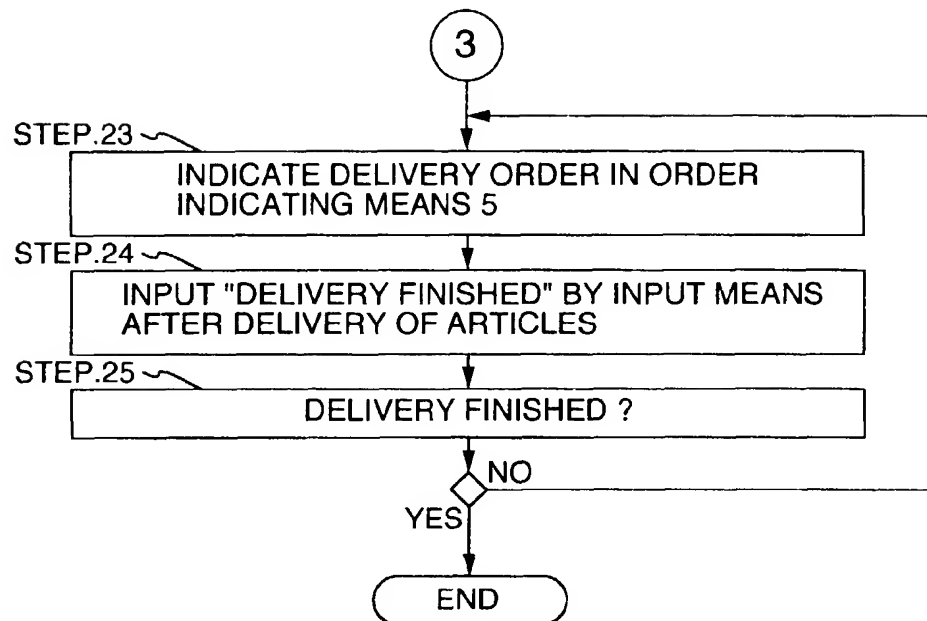 3
STEP.23
INDICATE DELIVERY ORDER IN ORDER
INDICATING MEANS 5
STEP.24
INPUT "DELIVERY FINISHED" BY INPUT MEANS
AFTER DELIVERY OF ARTICLES
STEP.25
DELIVERY FINISHED ?
NO
YES
END